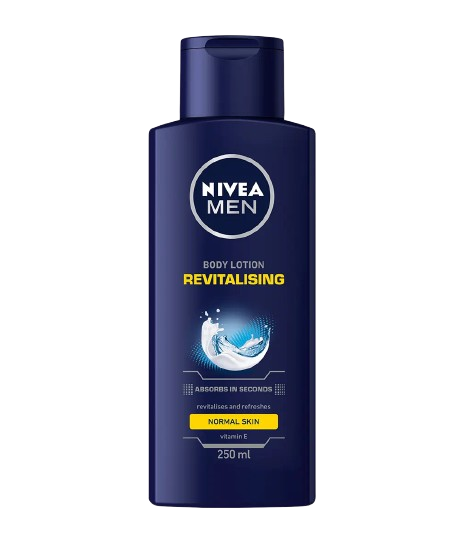 NIVEA
MEN
BODY LOTION
REVITALISING
ABSORBS IN SECONDS
revitalises and refreshes
NORMAL SKIN
vitamin E
250 ml